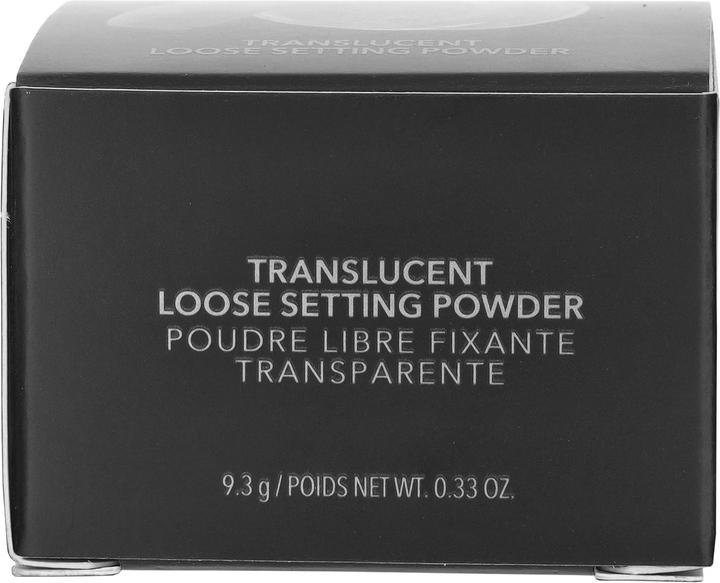 TRANSLUCENT
LOOSE SETTING POWDER
TRANSLUCENT
LOOSE SETTING POWDER
POUDRE LIBRE FIXANTE
TRANSPARENTE
9.3 g / POIDS NET WT. 0.33 OZ.